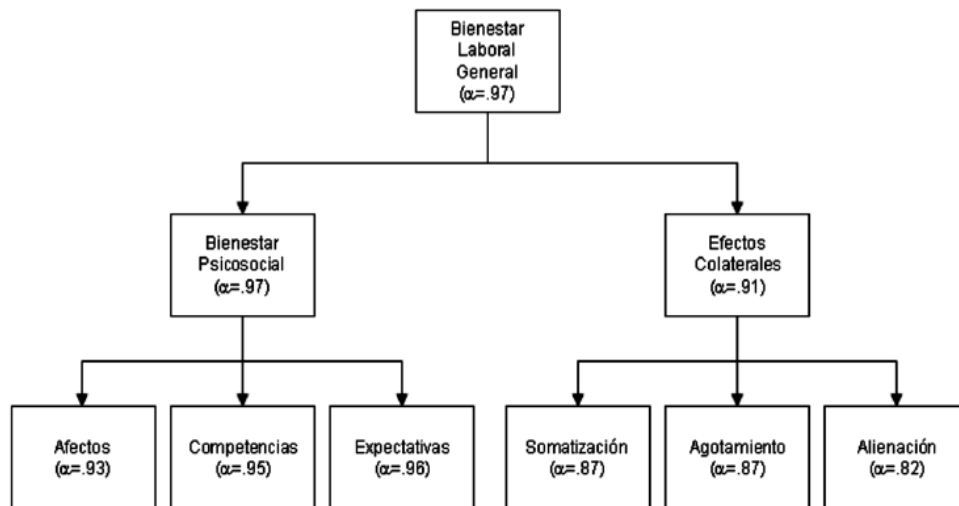 Bienestar
Laboral
General
(α=.97)
Bienestar
Psicosocial
(α=.97)
Efectos
Colaterales
(α=.91)
Afectos
(α=.93)
Competencias
(α=.95)
Expectativas
(α=.96)
Somatización
(α=.87)
Agotamiento
(α=.87)
Alienación
(α=.82)